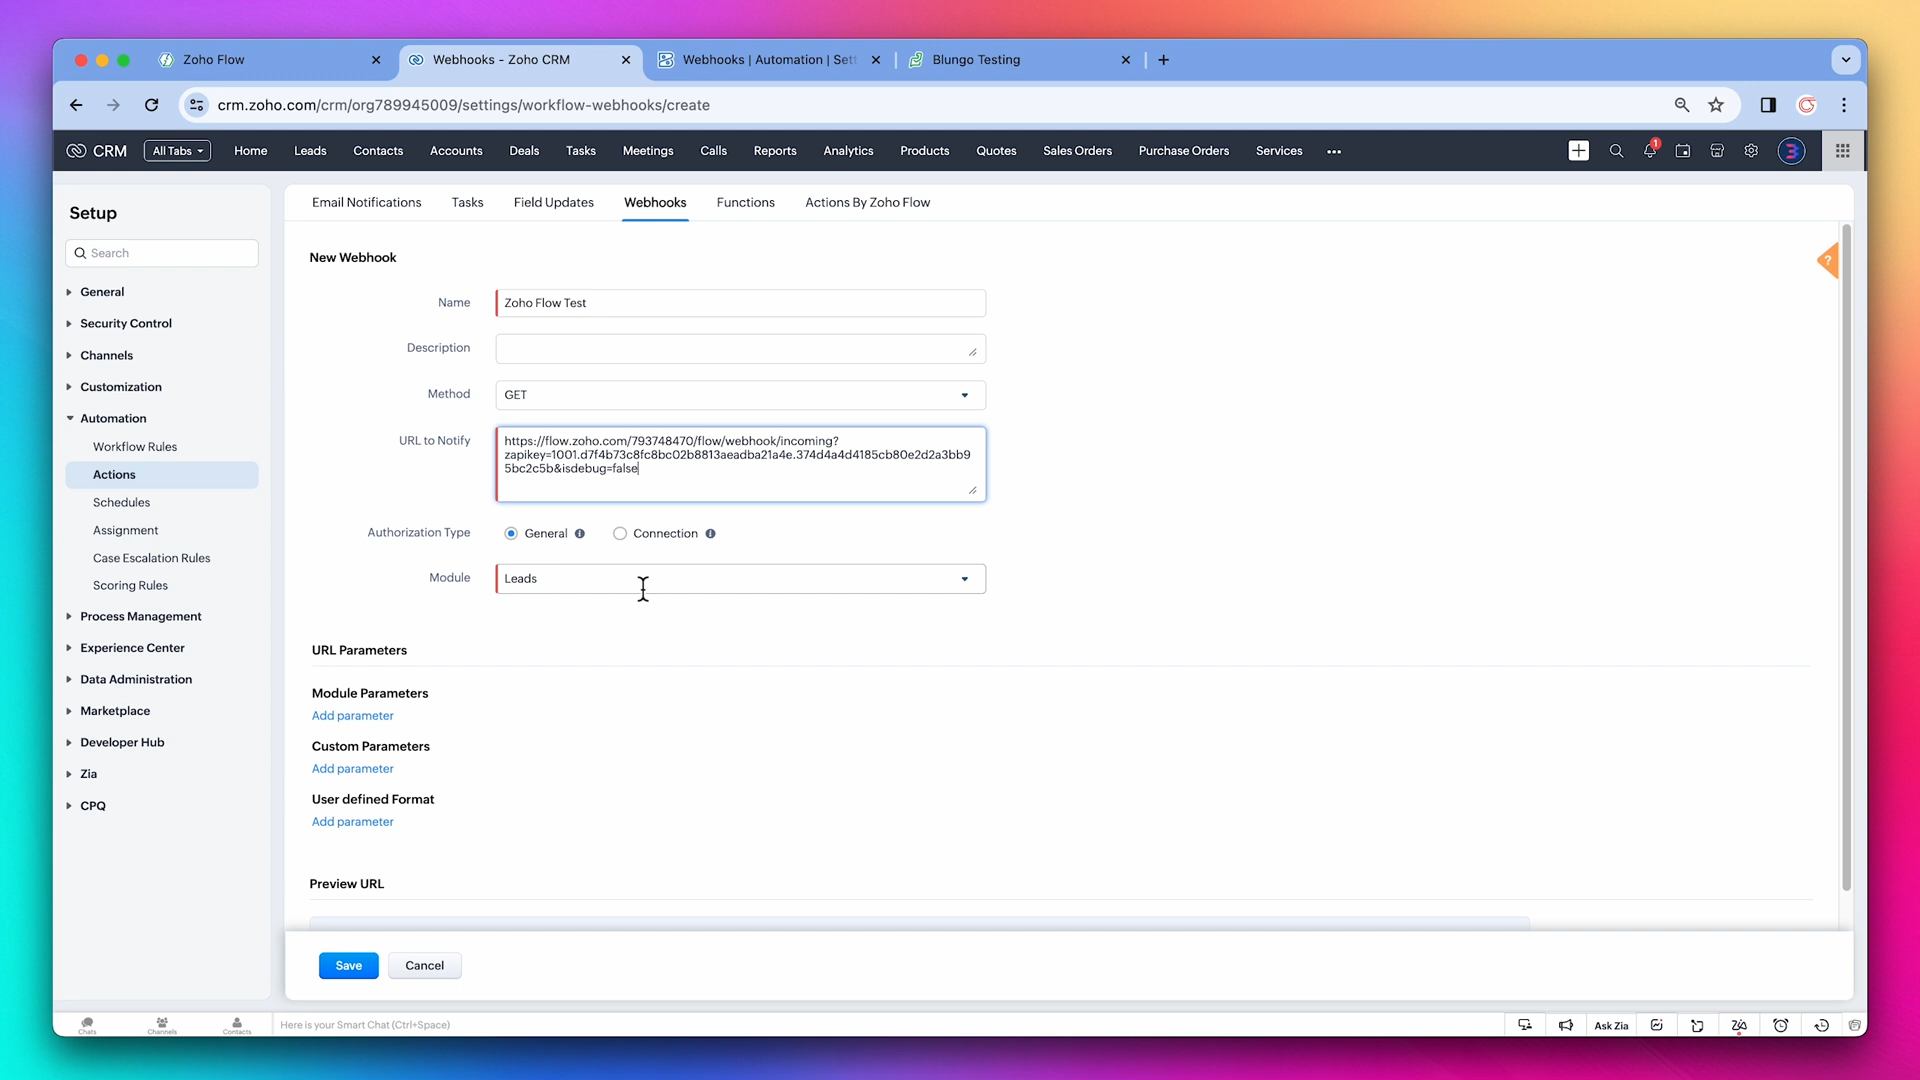 Zoho Flow
Webhooks - Zoho CRM
Webhooks | Automation | Sett
Blungo Testing
crm.zoho.com/crm/org789945009/settings/workflow-webhooks/create
CRM
All Tabs
Home
Leads
Contacts
Accounts
Deals
Tasks
Meetings
Calls
Reports
Analytics
Products
Quotes
Sales Orders
Purchase Orders
Services
1
Setup
Search
General
Security Control
Channels
Customization
Automation
Workflow Rules
Actions
Schedules
Assignment
Case Escalation Rules
Scoring Rules
Process Management
Experience Center
Data Administration
Marketplace
Developer Hub
Zia
CPQ
Email Notifications
Tasks
Field Updates
Webhooks
Functions
Actions By Zoho Flow
?
New Webhook
Name
Zoho Flow Test
Description
Method
GET
URL to Notify
https://flow.zoho.com/793748470/flow/webhook/incoming?
zapikey=1001.d7f4b73c8fc8bc02b8813aeadba21a4e.374d4a4d4185cb80e2d2a3bb9
5bc2c5b&isdebug=false
Authorization Type
General
Connection
Module
Leads
URL Parameters
Module Parameters
Add parameter
Custom Parameters
Add parameter
User defined Format
Add parameter
Preview URL
Save
Cancel
Chats
Channels
Contacts
Here is your Smart Chat (Ctrl+Space)
Ask Zia